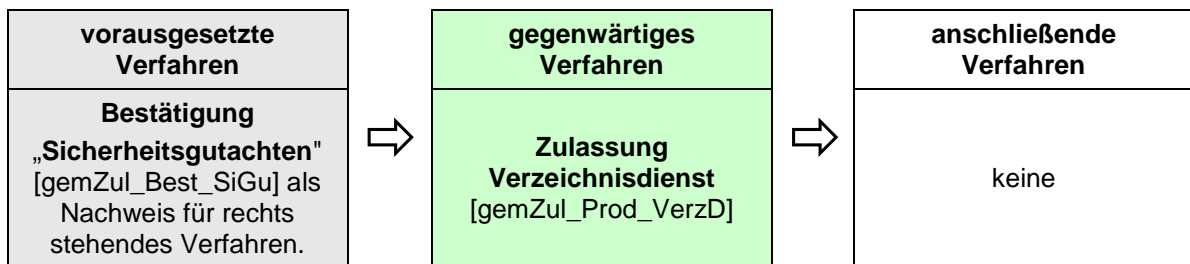 vorausgesetzte
Verfahren
Bestätigung
„Sicherheitsgutachten"
[gemZul_Best_SiGu] als
Nachweis für rechts
stehendes Verfahren.
gegenwärtiges
Verfahren
Zulassung
Verzeichnisdienst
[gemZul_Prod_VerzD]
anschließende
Verfahren
keine